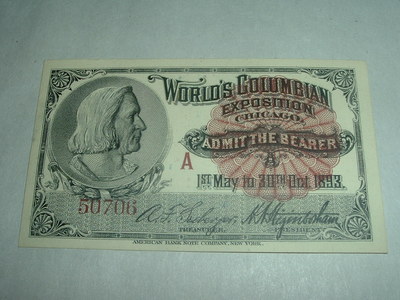 WORLD'S COLUMBIAN
EXPOSITION
CHICAGO.
ADMIT THE BEARER
A
A
1ST May to 30TH Oct. 1893.
50706
TREASURER.
PRESIDENT.
AMERICAN BANK NOTE COMPANY, NEW YORK.